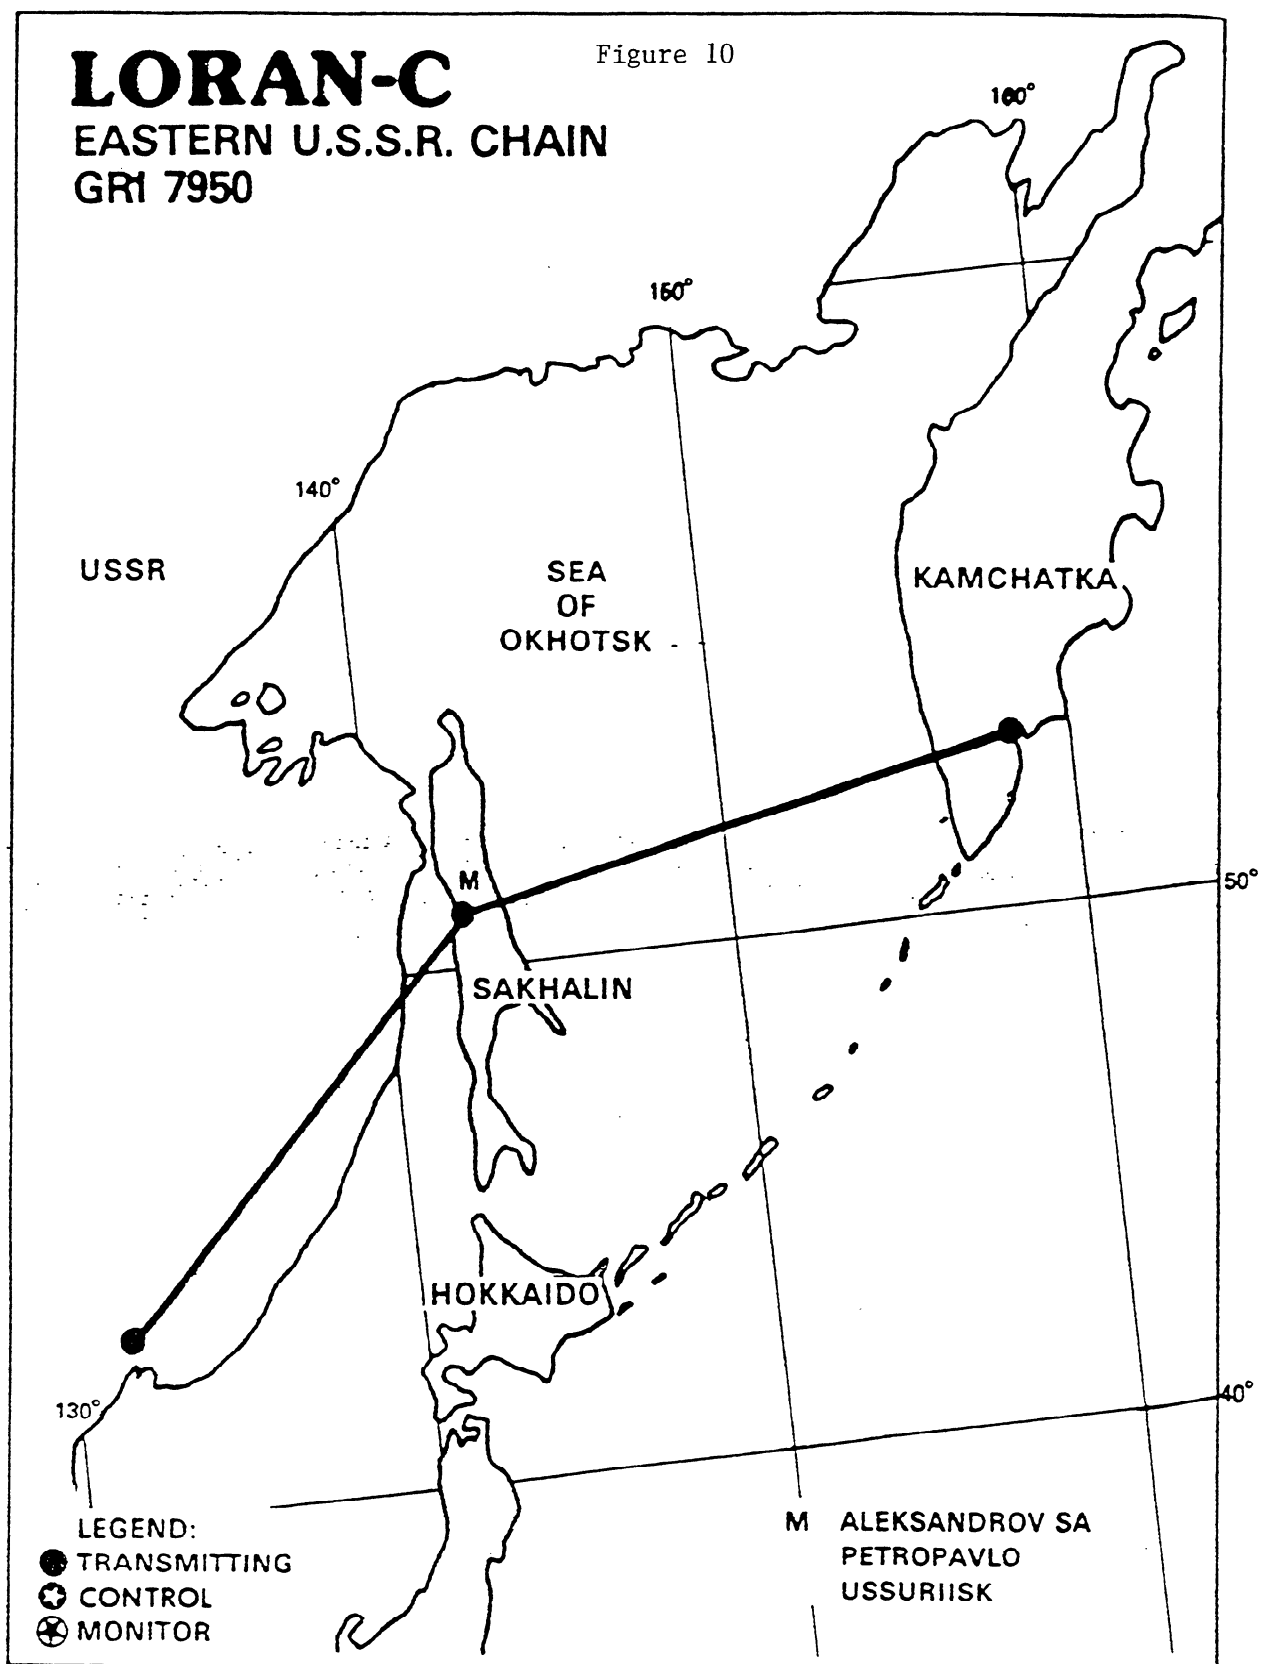 Figure 10
LORAN-C
EASTERN U.S.S.R. CHAIN
GRI 7950
160°
150°
140°
USSR
SEA
OF
OKHOTSK
KAMCHATKA
M
50°
SAKHALIN
HOKKAIDO
130°
40°
LEGEND:
TRANSMITTING
CONTROL
MONITOR
M ALEKSANDROV SA
PETROPAVLO
USSURIISK